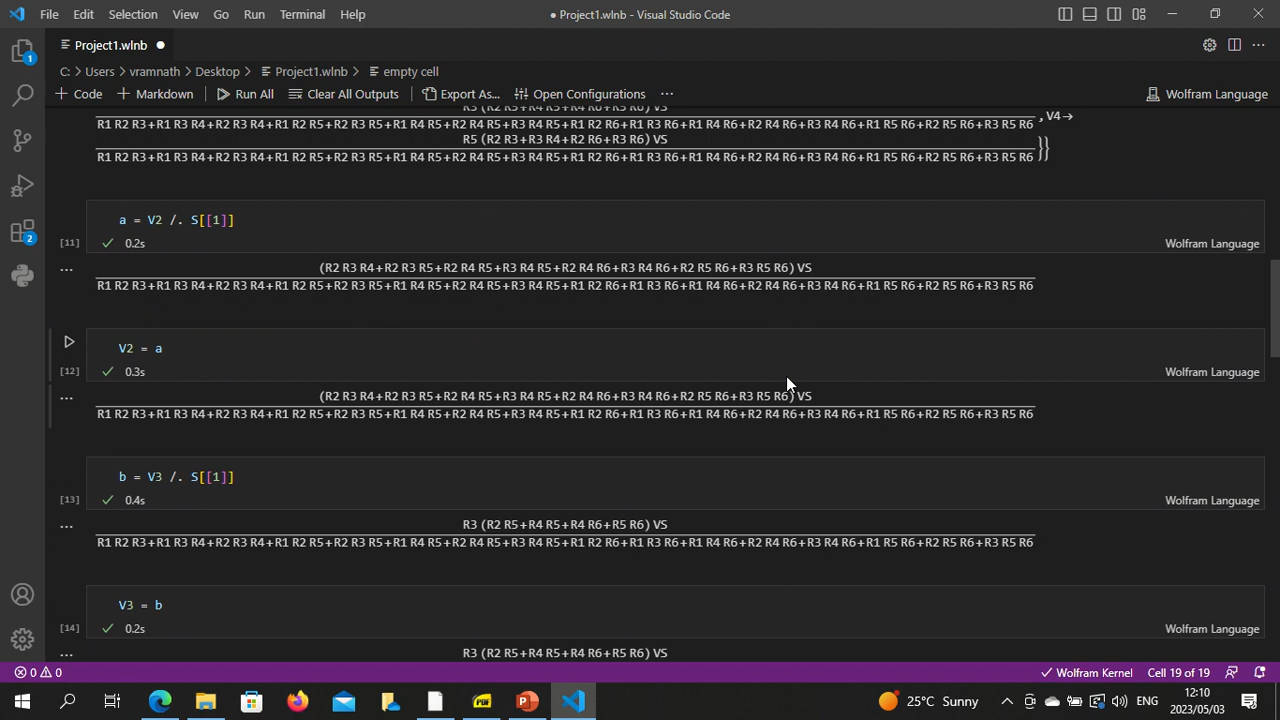 File Edit Selection View Go Run Terminal Help
● Project1.wlnb - Visual Studio Code
Project1.wlnb ●
C: > Users > vramnath > Desktop > Project1.wlnb > empty cell
+ Code + Markdown Run All Clear All Outputs Export As... Open Configurations ...
Wolfram Language
R1 R2 R3+R1 R3 R4+R2 R3 R4+R1 R2 R5+R2 R3 R5+R1 R4 R5+R2 R4 R5+R3 R4 R5+R1 R2 R6+R1 R3 R6+R1 R4 R6+R2 R4 R6+R3 R4 R6+R1 R5 R6+R2 R5 R6+R3 R5 R6 , V4→
R5 (R2 R3+R3 R4+R2 R6+R3 R6) VS
R1 R2 R3+R1 R3 R4+R2 R3 R4+R1 R2 R5+R2 R3 R5+R1 R4 R5+R2 R4 R5+R3 R4 R5+R1 R2 R6+R1 R3 R6+R1 R4 R6+R2 R4 R6+R3 R4 R6+R1 R5 R6+R2 R5 R6+R3 R5 R6 }}
a = V2 /. S[[1]]
[11] ✓ 0.2s Wolfram Language
... (R2 R3 R4+R2 R3 R5+R2 R4 R5+R3 R4 R5+R2 R4 R6+R3 R4 R6+R2 R5 R6+R3 R5 R6) VS
R1 R2 R3+R1 R3 R4+R2 R3 R4+R1 R2 R5+R2 R3 R5+R1 R4 R5+R2 R4 R5+R3 R4 R5+R1 R2 R6+R1 R3 R6+R1 R4 R6+R2 R4 R6+R3 R4 R6+R1 R5 R6+R2 R5 R6+R3 R5 R6
V2 = a
[12] ✓ 0.3s Wolfram Language
... (R2 R3 R4+R2 R3 R5+R2 R4 R5+R3 R4 R5+R2 R4 R6+R3 R4 R6+R2 R5 R6+R3 R5 R6) VS
R1 R2 R3+R1 R3 R4+R2 R3 R4+R1 R2 R5+R2 R3 R5+R1 R4 R5+R2 R4 R5+R3 R4 R5+R1 R2 R6+R1 R3 R6+R1 R4 R6+R2 R4 R6+R3 R4 R6+R1 R5 R6+R2 R5 R6+R3 R5 R6
b = V3 /. S[[1]]
[13] ✓ 0.4s Wolfram Language
... R3 (R2 R5+R4 R5+R4 R6+R5 R6) VS
R1 R2 R3+R1 R3 R4+R2 R3 R4+R1 R2 R5+R2 R3 R5+R1 R4 R5+R2 R4 R5+R3 R4 R5+R1 R2 R6+R1 R3 R6+R1 R4 R6+R2 R4 R6+R3 R4 R6+R1 R5 R6+R2 R5 R6+R3 R5 R6
V3 = b
[14] ✓ 0.2s Wolfram Language
... R3 (R2 R5+R4 R5+R4 R6+R5 R6) VS
0 0 Wolfram Kernel Cell 19 of 19
25°C Sunny ENG 12:10
2023/05/03